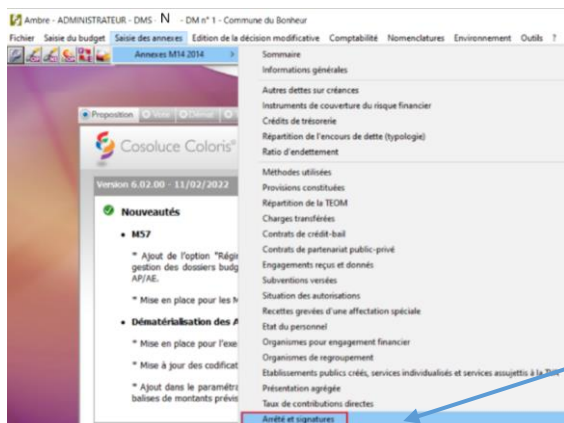 Ambre - ADMINISTRATEUR - DMS - N - DM n° 1 - Commune du Bonheur
Fichier Saisie du budget Saisie des annexes Edition de la décision modificative Comptabilité Nomenclatures Environnement Outils ?
Annexes M14 2014 >
Sommaire
Informations générales
Autres dettes sur créances
Instruments de couverture du risque financier
Crédits de trésorerie
Répartition de l'encours de dette (typologie)
Ratio d'endettement
Méthodes utilisées
Provisions constituées
Répartition de la TEOM
Charges transférées
Contrats de crédit-bail
Contrats de partenariat public-privé
Engagements reçus et donnés
Subventions versées
Situation des autorisations
Recettes grevées d'une affectation spéciale
Etat du personnel
Organismes pour engagement financier
Organismes de regroupement
Etablissements publics créés, services individualisés et services assujettis à la
Présentation agrégée
Taux de contributions directes
Arrêté et signatures
Proposition
Cosoluce Coloris®
Version 6.02.00 - 11/02/2022
Nouveautés
• M57
* Ajout de l'option "Régi
gestion des dossiers budg
AP/AE.
* Mise en place pour les M
• Dématérialisation des A
* Mise en place pour l'exe
* Mise à jour des codificat
* Ajout dans le paramétra
balises de montants prévis